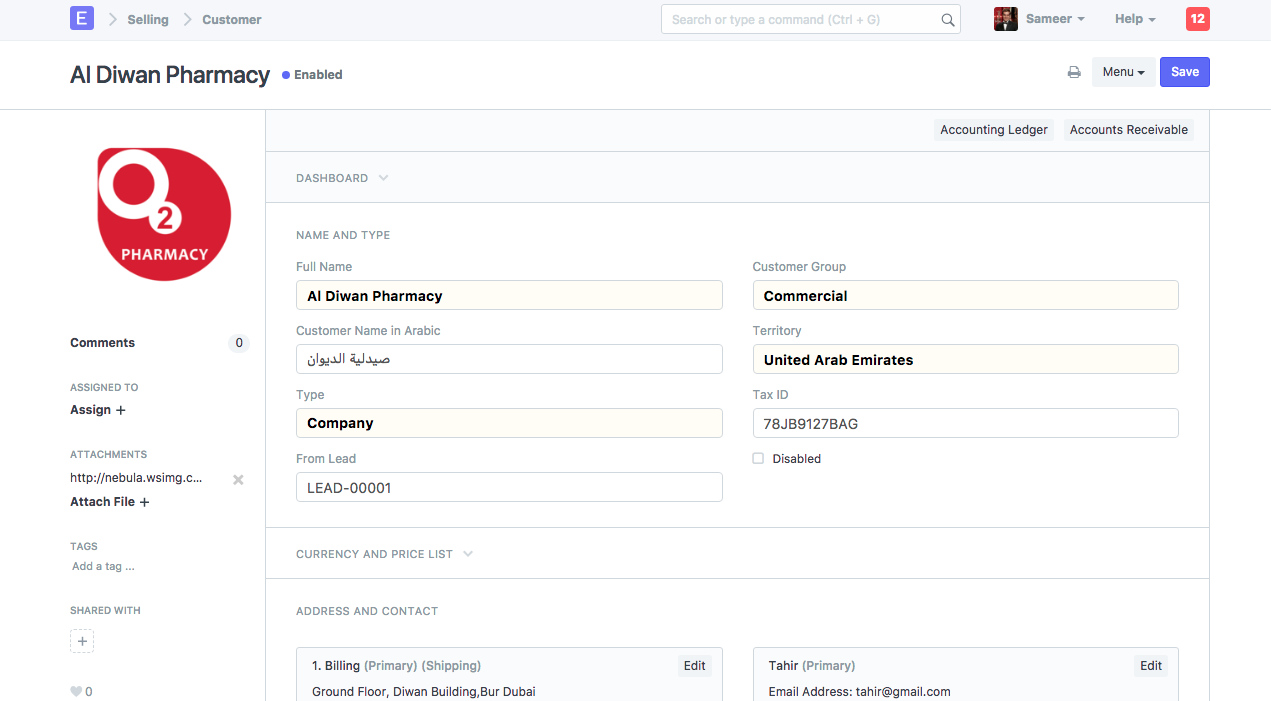 E Selling Customer Search or type a command (Ctrl + G) Sameer Help 12
Al Diwan Pharmacy Enabled Menu Save
Accounting Ledger Accounts Receivable
O2
PHARMACY
Comments 0
ASSIGNED TO
Assign +
ATTACHMENTS
http://nebula.wsimg.c...
Attach File +
TAGS
Add a tag ...
SHARED WITH
+
0
DASHBOARD
NAME AND TYPE
Full Name
Al Diwan Pharmacy
Customer Name in Arabic
صيدلية الديوان
Type
Company
From Lead
LEAD-00001
Customer Group
Commercial
Territory
United Arab Emirates
Tax ID
78JB9127BAG
Disabled
CURRENCY AND PRICE LIST
ADDRESS AND CONTACT
1. Billing (Primary) (Shipping) Edit
Ground Floor, Diwan Building,Bur Dubai
Tahir (Primary) Edit
Email Address: tahir@gmail.com